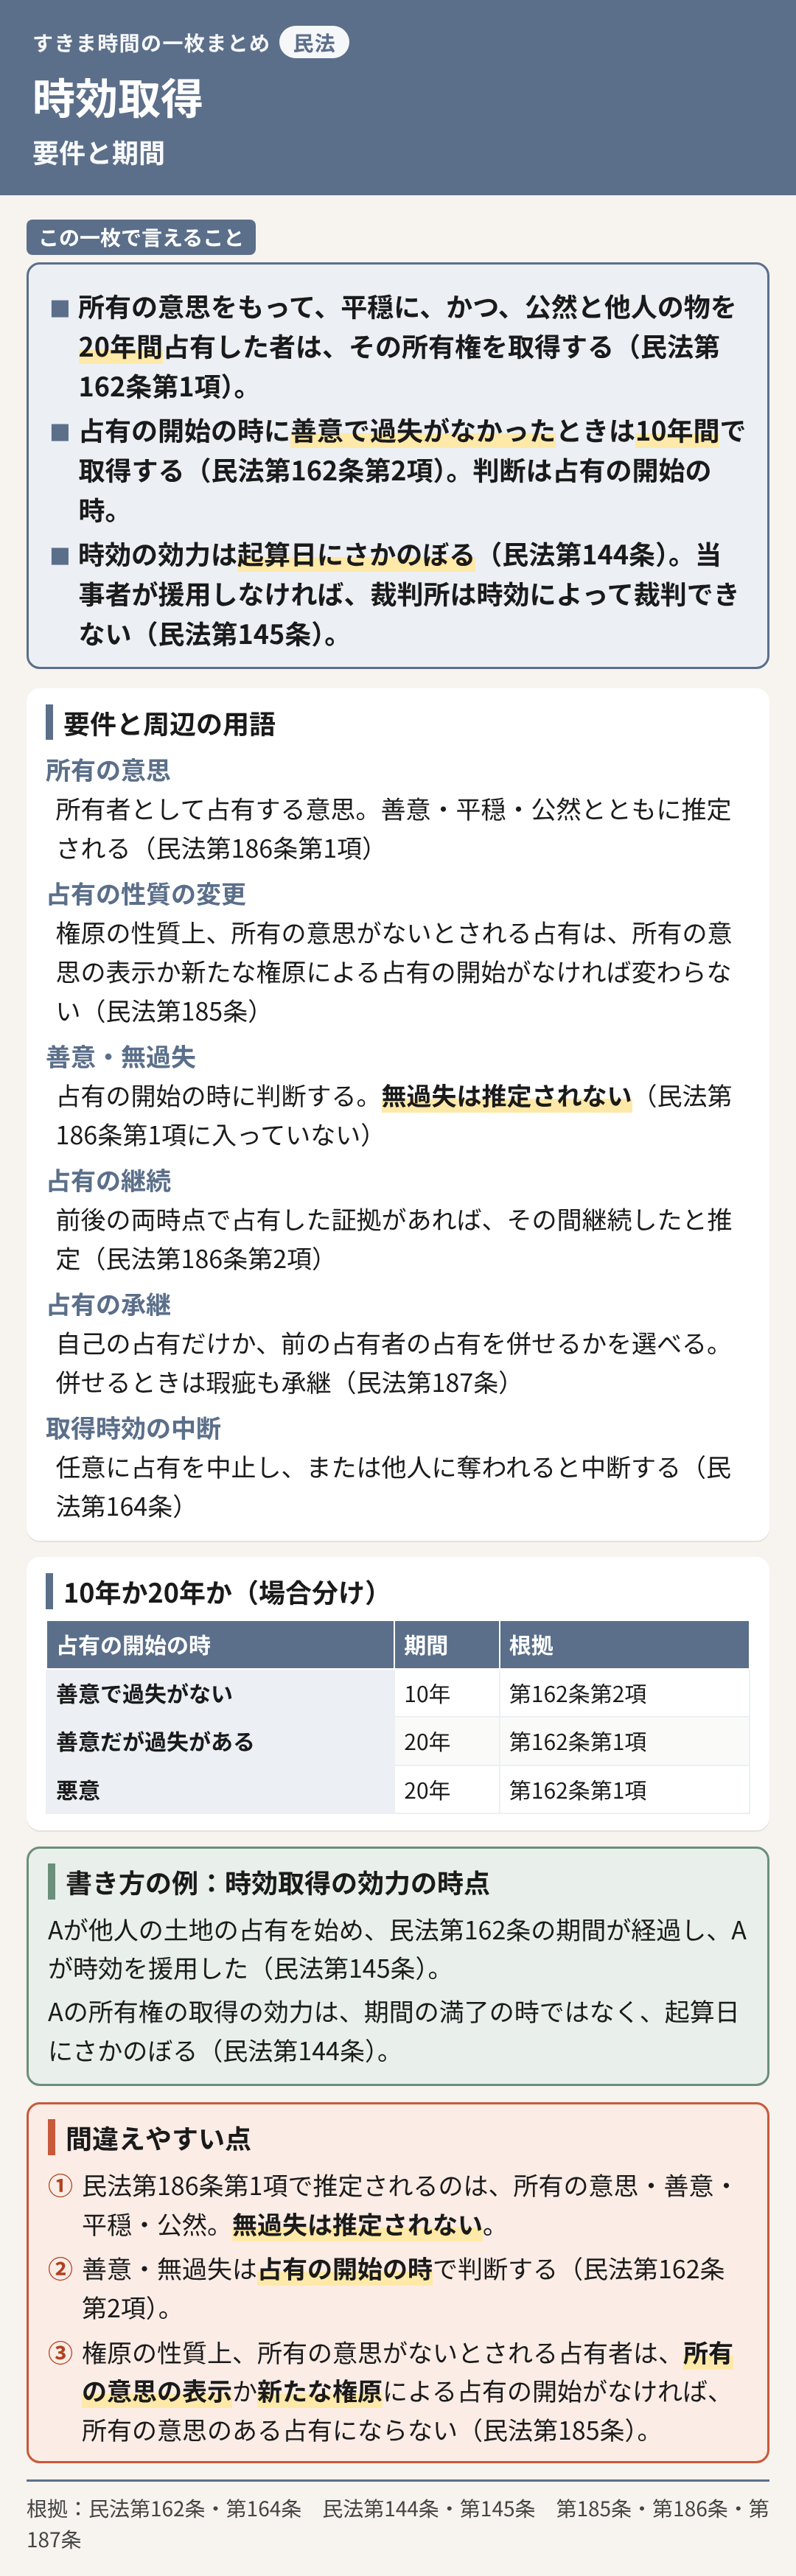 すきま時間の一枚まとめ 民法
時効取得
要件と期間
この一枚で言えること
■ 所有の意思をもって、平穏に、かつ、公然と他人の物を
20年間占有した者は、その所有権を取得する（民法第
162条第1項）。
■ 占有の開始の時に善意で過失がなかったときは10年間で
取得する（民法第162条第2項）。判断は占有の開始の
時。
■ 時効の効力は起算日にさかのぼる（民法第144条）。当
事者が援用しなければ、裁判所は時効によって裁判でき
ない（民法第145条）。
要件と周辺の用語
所有の意思
所有者として占有する意思。善意・平穏・公然とともに推定
される（民法第186条第1項）
占有の性質の変更
権原の性質上、所有の意思がないとされる占有は、所有の意
思の表示か新たな権原による占有の開始がなければ変わらな
い（民法第185条）
善意・無過失
占有の開始の時に判断する。無過失は推定されない（民法第
186条第1項に入っていない）
占有の継続
前後の両時点で占有した証拠があれば、その間継続したと推
定（民法第186条第2項）
占有の承継
自己の占有だけか、前の占有者の占有を併せるかを選べる。
併せるときは瑕疵も承継（民法第187条）
取得時効の中断
任意に占有を中止し、または他人に奪われると中断する（民
法第164条）
10年か20年か（場合分け）
占有の開始の時 期間 根拠
善意で過失がない 10年 第162条第2項
善意だが過失がある 20年 第162条第1項
悪意 20年 第162条第1項
書き方の例：時効取得の効力の時点
Aが他人の土地の占有を始め、民法第162条の期間が経過し、A
が時効を援用した（民法第145条）。
Aの所有権の取得の効力は、期間の満了の時ではなく、起算日
にさかのぼる（民法第144条）。
間違えやすい点
① 民法第186条第1項で推定されるのは、所有の意思・善意・
平穏・公然。無過失は推定されない。
② 善意・無過失は占有の開始の時で判断する（民法第162条
第2項）。
③ 権原の性質上、所有の意思がないとされる占有者は、所有
の意思の表示か新たな権原による占有の開始がなければ、
所有の意思のある占有にならない（民法第185条）。
根拠：民法第162条・第164条　民法第144条・第145条　第185条・第186条・第
187条